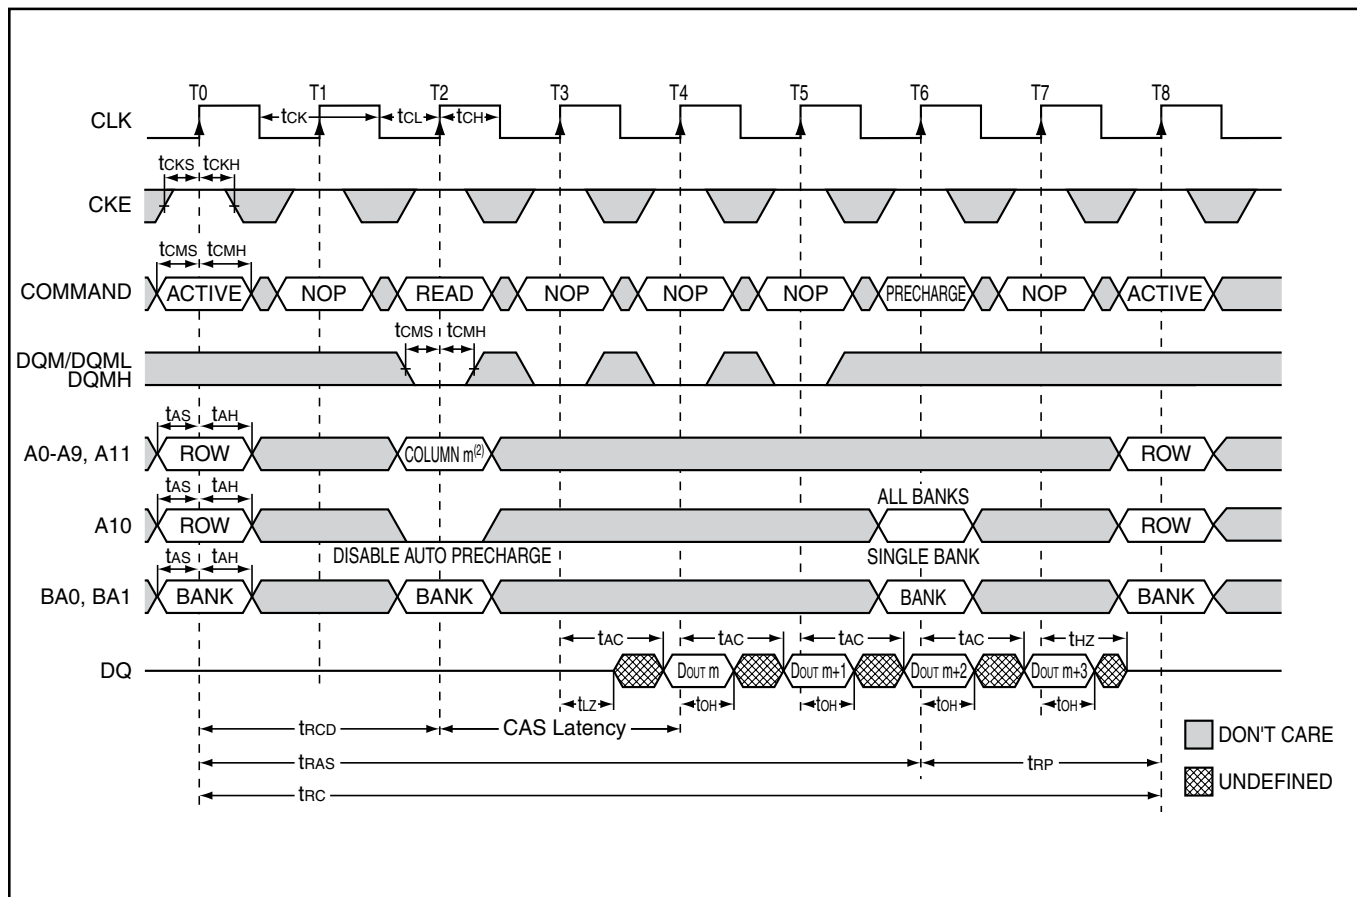 T0 T1 T2 T3 T4 T5 T6 T7 T8
CLK tCK tCL tCH
tCKS tCKH
CKE
tCMS tCMH
COMMAND ACTIVE NOP READ NOP NOP NOP PRECHARGE NOP ACTIVE
tCMS tCMH
DQM/DQML
DQMH
tAS tAH
A0-A9, A11 ROW COLUMN m(2) ROW
tAS tAH ALL BANKS
A10 ROW ROW
tAS tAH DISABLE AUTO PRECHARGE SINGLE BANK
BA0, BA1 BANK BANK BANK BANK
tAC tAC tAC tAC tHZ
DQ DOUT m DOUT m+1 DOUT m+2 DOUT m+3
tLZ tOH tOH tOH tOH
tRCD CAS Latency
DON'T CARE
tRAS tRP
UNDEFINED
tRC